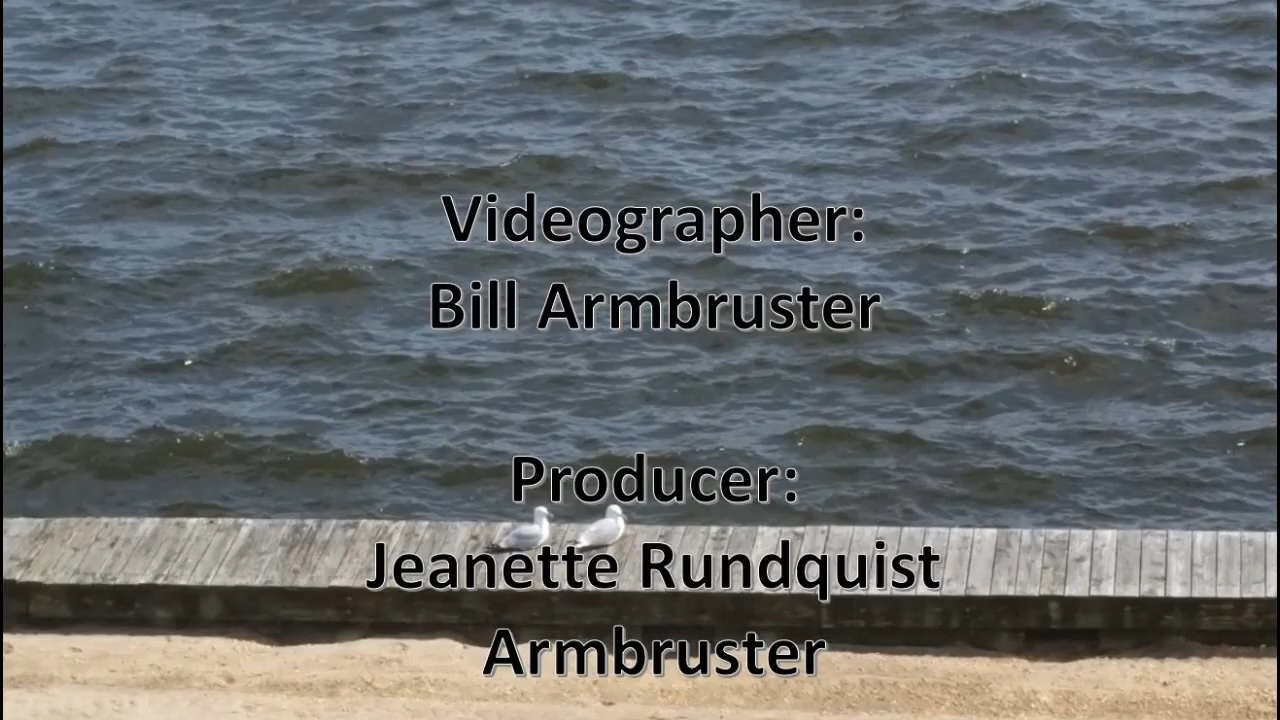 Videographer:
Bill Armbruster
Producer:
Jeanette Rundquist
Armbruster